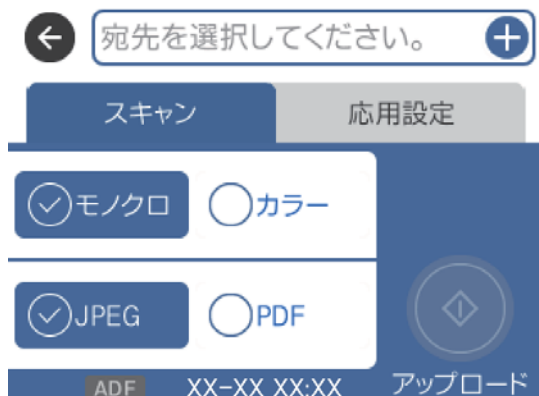 宛先を選択してください。
スキャン 応用設定
モノクロ カラー
JPEG PDF
ADF XX-XX XX:XX アップロード